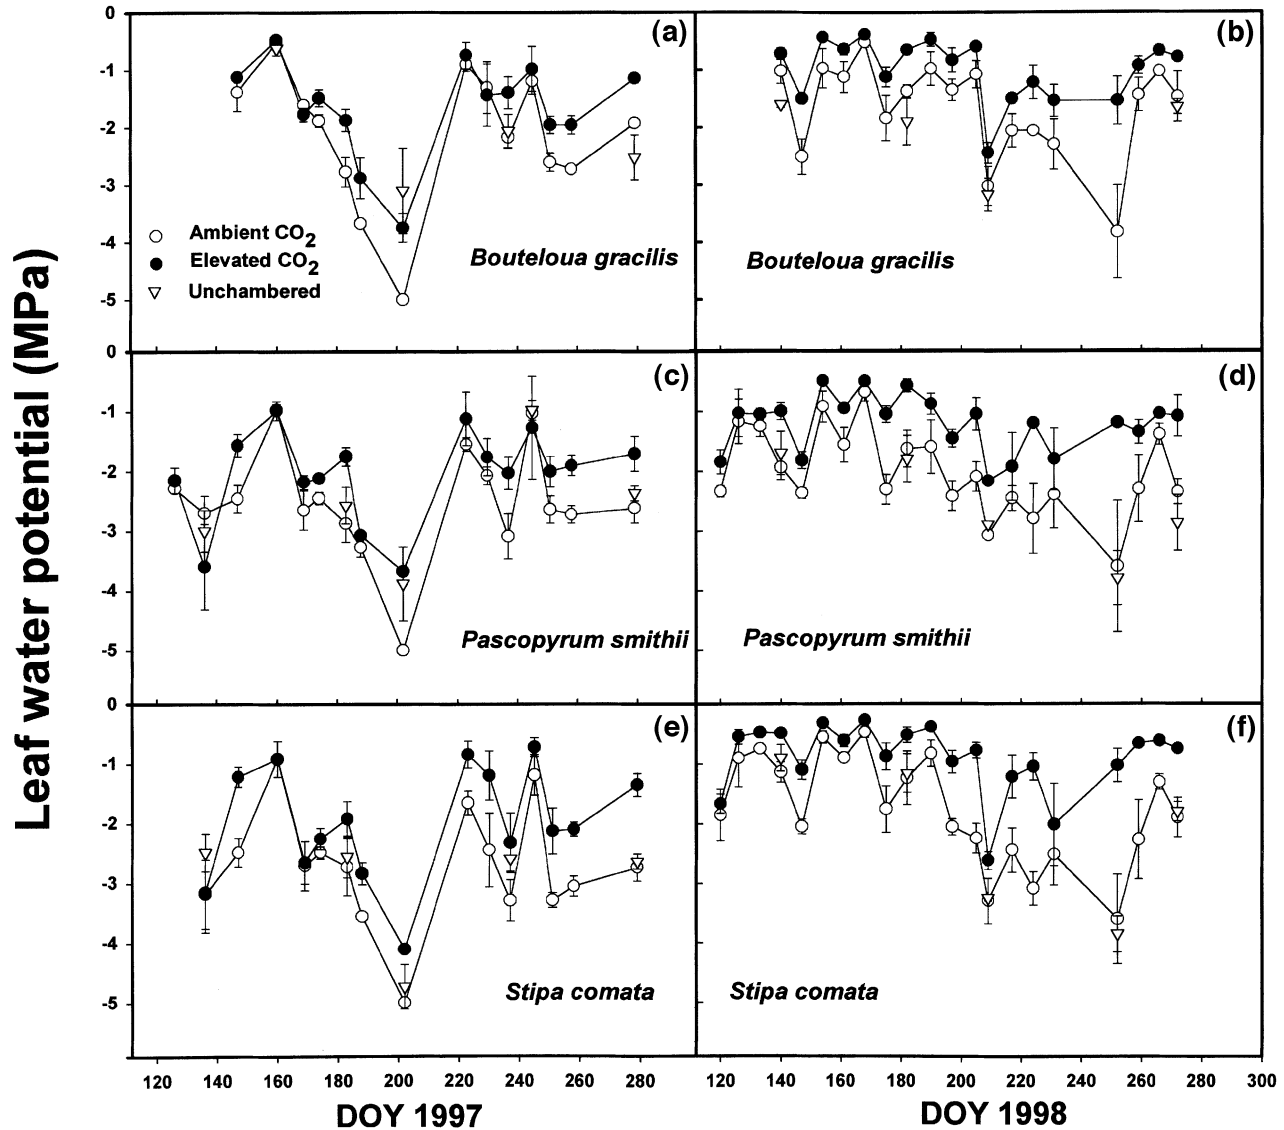 Leaf water potential (MPa)
0
-1
-2
-3
-4
-5
(a)
Ambient CO2
Elevated CO2
Unchambered
Bouteloua gracilis
(b)
Bouteloua gracilis
0
-1
-2
-3
-4
-5
(c)
Pascopyrum smithii
(d)
Pascopyrum smithii
0
-1
-2
-3
-4
-5
(e)
Stipa comata
(f)
Stipa comata
120 140 160 180 200 220 240 260 280
120 140 160 180 200 220 240 260 280 300
DOY 1997
DOY 1998